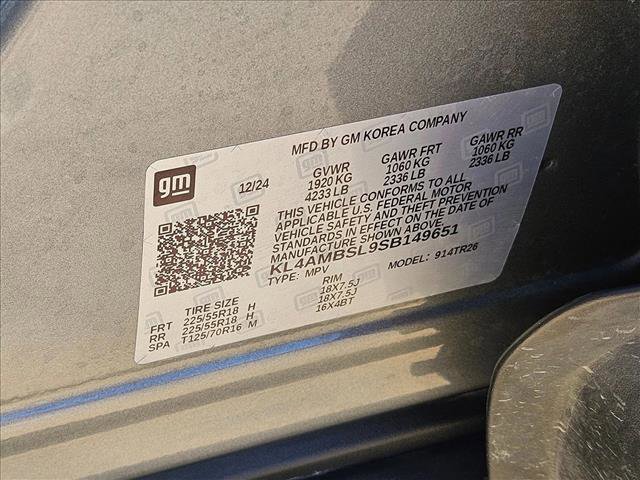 MFD BY GM KOREA COMPANY
gm
12/24
GVWR GAWR FRT GAWR RR
1920 KG 1060 KG 1060 KG
4233 LB 2336 LB 2336 LB
THIS VEHICLE CONFORMS TO ALL
APPLICABLE U.S. FEDERAL MOTOR
VEHICLE SAFETY AND THEFT PREVENTION
STANDARDS IN EFFECT ON THE DATE OF
MANUFACTURE SHOWN ABOVE.
KL4AMBSL9SB149651
TYPE: MPV MODEL: 914TR26
TIRE SIZE RIM
FRT 225/55R18 H 18X7.5J
RR 225/55R18 H 18X7.5J
SPA T125/70R16 M 16X4BT